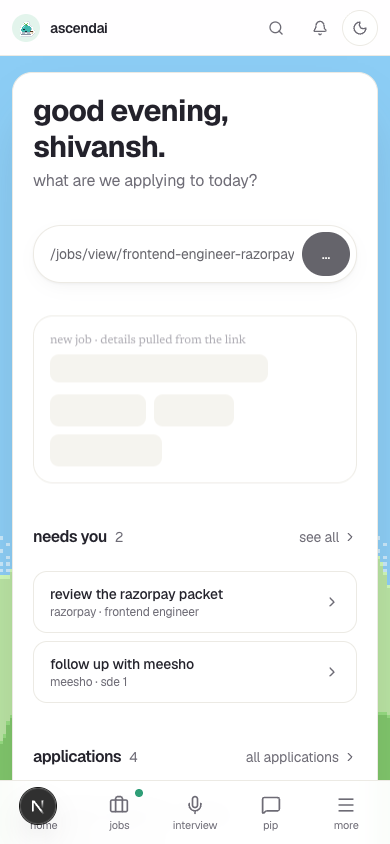 ascendai
good evening,
shivansh.
what are we applying to today?
/jobs/view/frontend-engineer-razorpay
...
new job · details pulled from the link
needs you 2
see all
review the razorpay packet
razorpay · frontend engineer
follow up with meesho
meesho · sde 1
applications 4
all applications
N
home
jobs
interview
pip
more